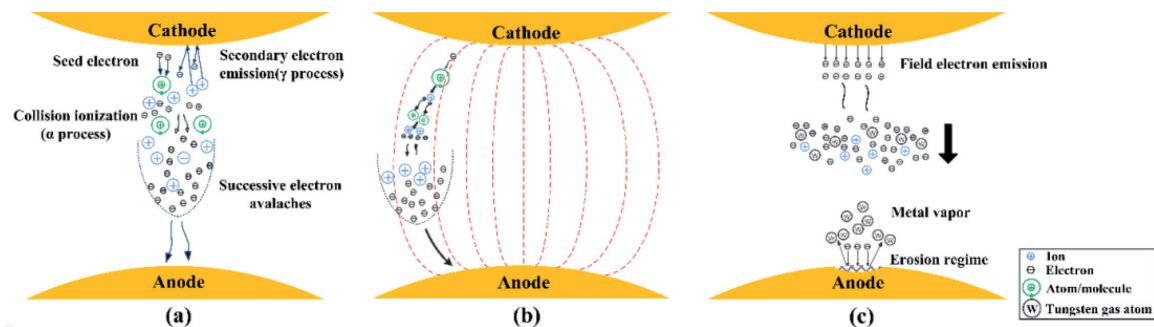 Cathode
Seed electron
Secondary electron
emission(γ process)
Collision ionization
(α process)
Successive electron
avalaches
Anode
(a)
Cathode
Anode
(b)
Cathode
Field electron emission
Metal vapor
Erosion regime
Anode
(c)
W W W W
W W W W W W W
Ion
Electron
Atom/molecule
W Tungsten gas atom